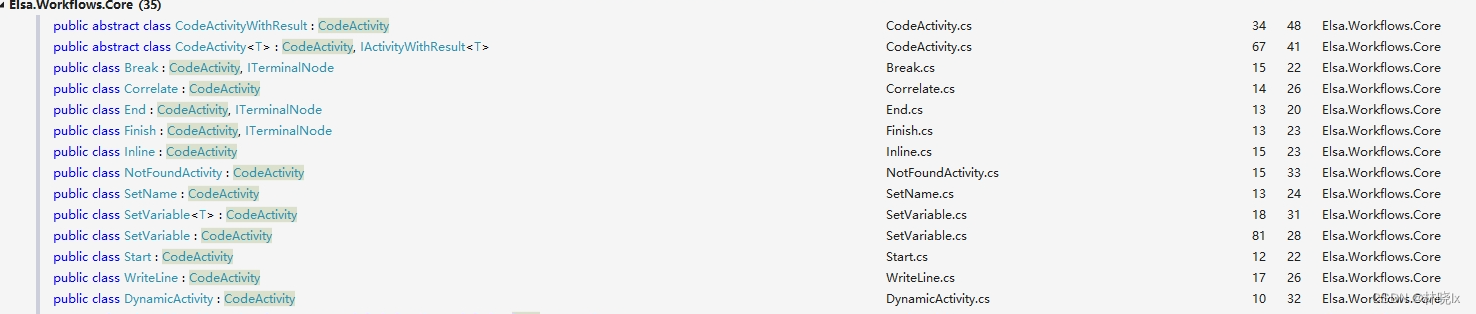 Elsa.Workflows.Core (35)
public abstract class CodeActivityWithResult : CodeActivity CodeActivity.cs 34 48 Elsa.Workflows.Core
public abstract class CodeActivity<T> : CodeActivity, IActivityWithResult<T> CodeActivity.cs 67 41 Elsa.Workflows.Core
public class Break : CodeActivity, ITerminalNode Break.cs 15 22 Elsa.Workflows.Core
public class Correlate : CodeActivity Correlate.cs 14 26 Elsa.Workflows.Core
public class End : CodeActivity, ITerminalNode End.cs 13 20 Elsa.Workflows.Core
public class Finish : CodeActivity, ITerminalNode Finish.cs 13 23 Elsa.Workflows.Core
public class Inline : CodeActivity Inline.cs 15 23 Elsa.Workflows.Core
public class NotFoundActivity : CodeActivity NotFoundActivity.cs 15 33 Elsa.Workflows.Core
public class SetName : CodeActivity SetName.cs 13 24 Elsa.Workflows.Core
public class SetVariable<T> : CodeActivity SetVariable.cs 18 31 Elsa.Workflows.Core
public class SetVariable : CodeActivity SetVariable.cs 81 28 Elsa.Workflows.Core
public class Start : CodeActivity Start.cs 12 22 Elsa.Workflows.Core
public class WriteLine : CodeActivity WriteLine.cs 17 26 Elsa.Workflows.Core
public class DynamicActivity : CodeActivity DynamicActivity.cs 10 32 Elsa.Workflows.Core
CSDN @林晓lx